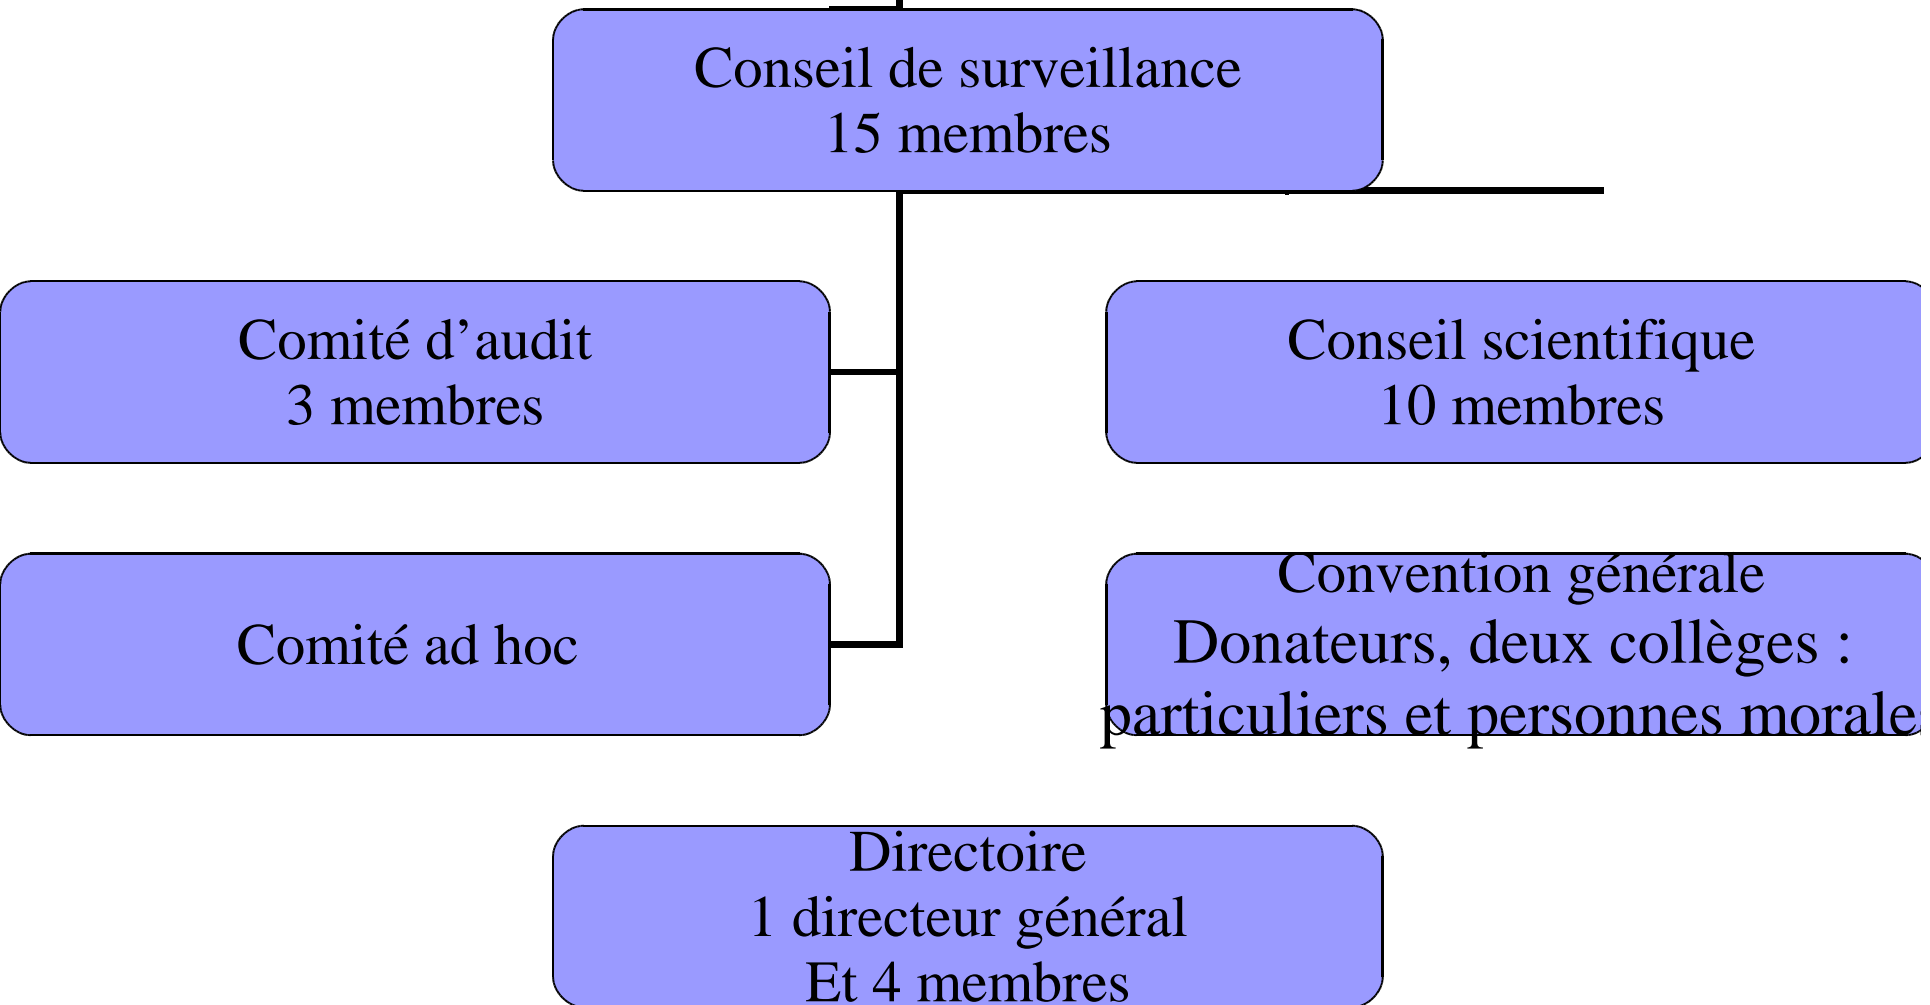 Conseil de surveillance
15 membres
Comité d’audit
3 membres
Conseil scientifique
10 membres
Comité ad hoc
Convention générale
Donateurs, deux collèges :
particuliers et personnes morales
Directoire
1 directeur général
Et 4 membres